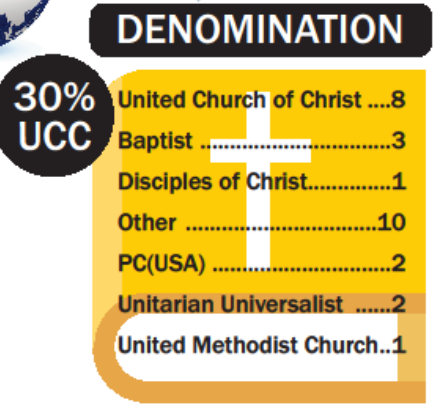 DENOMINATION
30%
UCC
United Church of Christ ....8
Baptist ................................3
Disciples of Christ..............1
Other .................................10
PC(USA) ...............................2
Unitarian Universalist ......2
United Methodist Church..1